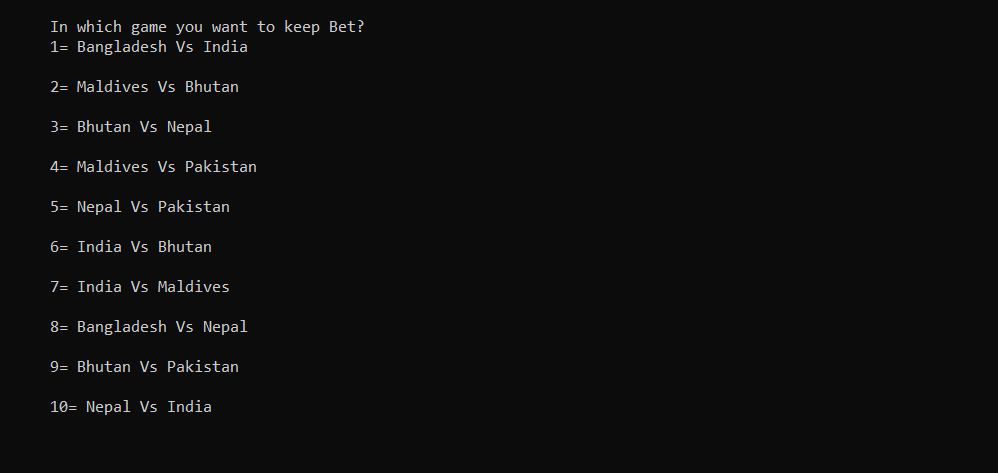 In which game you want to keep Bet?
1= Bangladesh Vs India
2= Maldives Vs Bhutan
3= Bhutan Vs Nepal
4= Maldives Vs Pakistan
5= Nepal Vs Pakistan
6= India Vs Bhutan
7= India Vs Maldives
8= Bangladesh Vs Nepal
9= Bhutan Vs Pakistan
10= Nepal Vs India